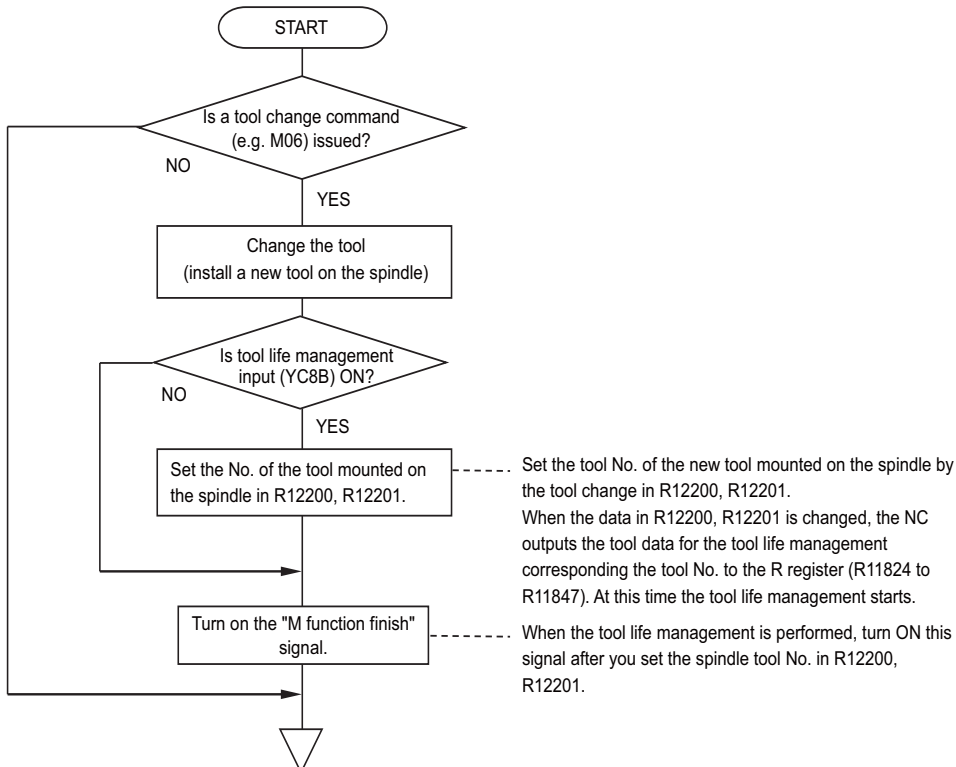 START
Is a tool change command
(e.g. M06) issued?
NO
YES
Change the tool
(install a new tool on the spindle)
Is tool life management
input (YC8B) ON?
NO
YES
Set the No. of the tool mounted on
the spindle in R12200, R12201.
Set the tool No. of the new tool mounted on the spindle by
the tool change in R12200, R12201.
When the data in R12200, R12201 is changed, the NC
outputs the tool data for the tool life management
corresponding the tool No. to the R register (R11824 to
R11847). At this time the tool life management starts.
Turn on the "M function finish"
signal.
When the tool life management is performed, turn ON this
signal after you set the spindle tool No. in R12200,
R12201.